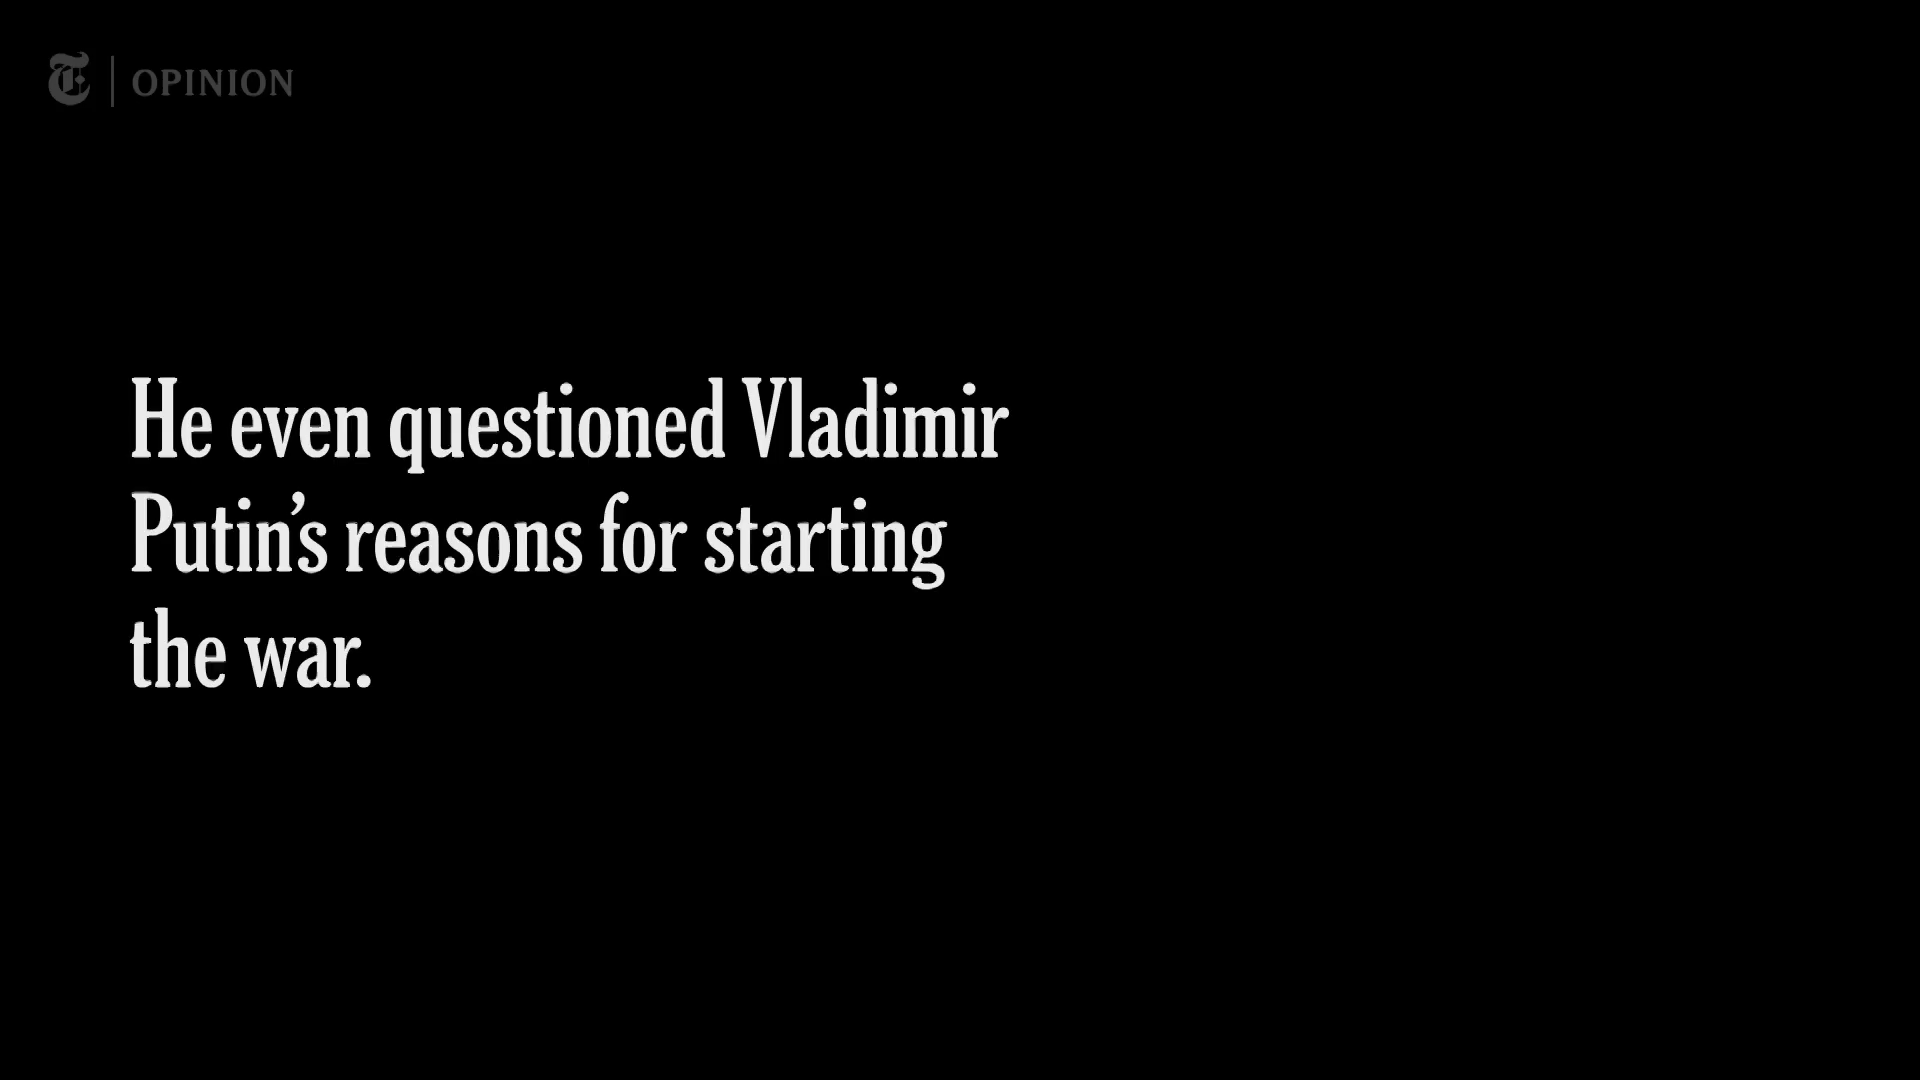 T | OPINION
He even questioned Vladimir
Putin’s reasons for starting
the war.